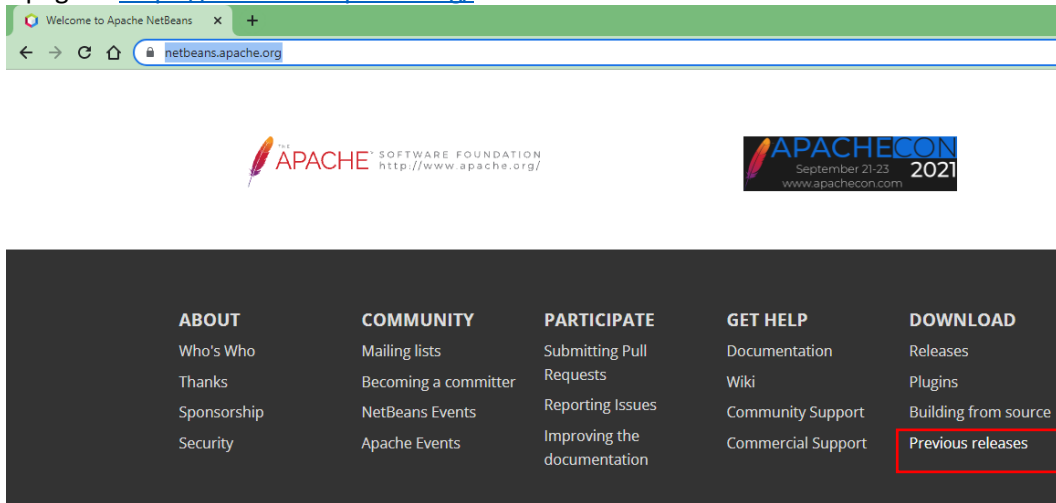 Welcome to Apache NetBeans
netbeans.apache.org
THE
APACHE™ SOFTWARE FOUNDATION
http://www.apache.org/
APACHECON
September 21-23 2021
www.apachecon.com
ABOUT
Who's Who
Thanks
Sponsorship
Security
COMMUNITY
Mailing lists
Becoming a committer
NetBeans Events
Apache Events
PARTICIPATE
Submitting Pull
Requests
Reporting Issues
Improving the
documentation
GET HELP
Documentation
Wiki
Community Support
Commercial Support
DOWNLOAD
Releases
Plugins
Building from source
Previous releases